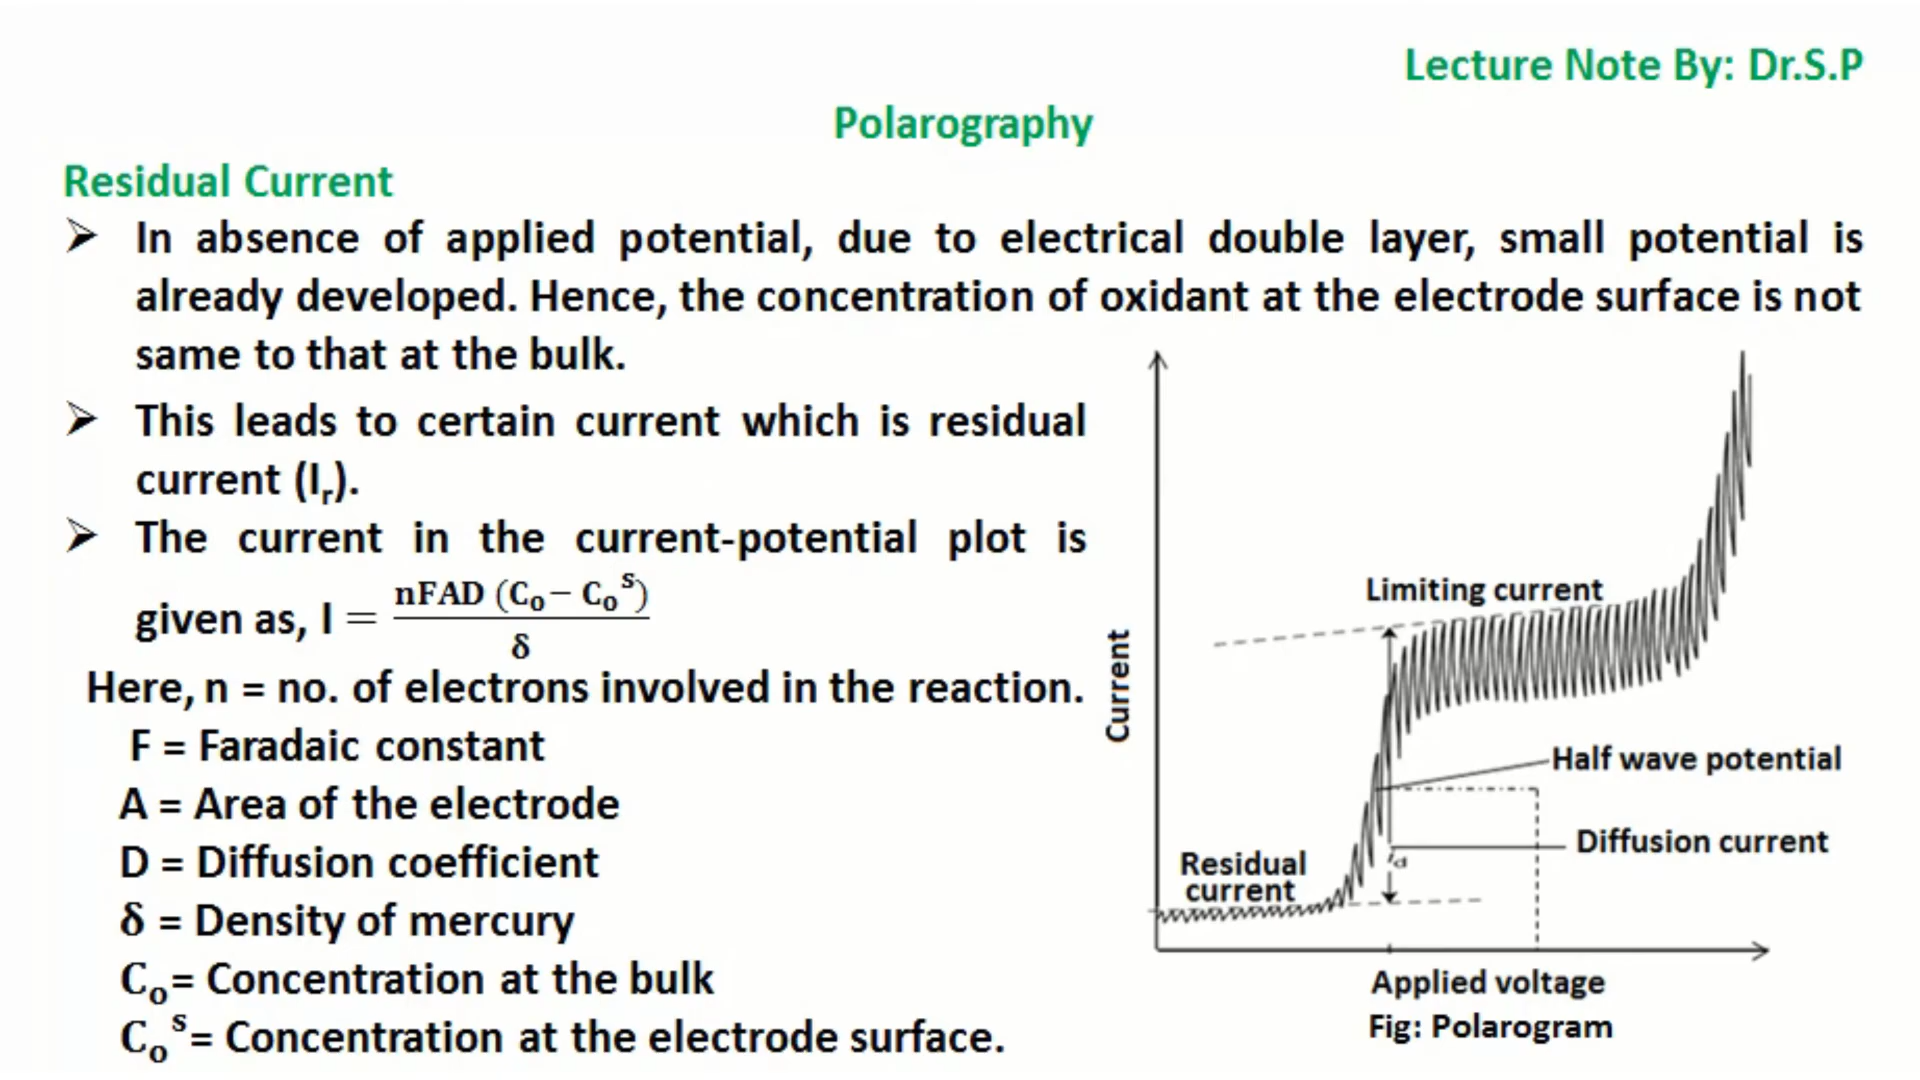 Lecture Note By: Dr.S.P
Polarography
Residual Current
➢ In absence of applied potential, due to electrical double layer, small potential is
already developed. Hence, the concentration of oxidant at the electrode surface is not
same to that at the bulk.
➢ This leads to certain current which is residual
current (Iᵣ).
➢ The current in the current-potential plot is
given as, I = nFAD (C₀ − C₀ˢ) / δ
Here, n = no. of electrons involved in the reaction.
F = Faradaic constant
A = Area of the electrode
D = Diffusion coefficient
δ = Density of mercury
C₀ = Concentration at the bulk
C₀ˢ = Concentration at the electrode surface.
Limiting current
Current
Half wave potential
Diffusion current
i_d
Residual
current
Applied voltage
Fig: Polarogram